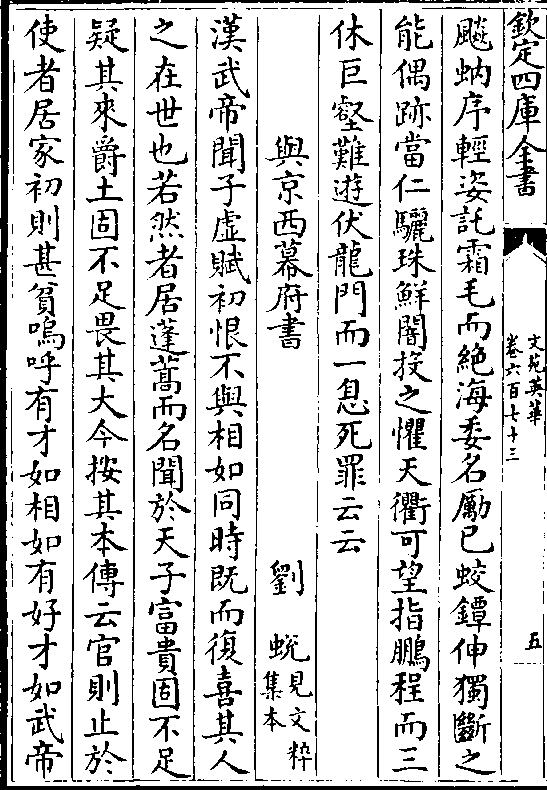 欽定四庫全書
文苑英華
卷六百七十三
五
飈蚋序輕姿託霜毛而絶海委名勵已蛟鐔伸獨斷之
能偶跡當仁驪珠鮮闇投之懼天衢可望指鵬程而三
休巨壑難遊伏龍門而一息死罪云云
與京西幕府書
劉蛻見文粹集本
漢武帝聞子虛賦初恨不與相如同時既而復喜其人
之在世也若然者居蓬蒿而名聞於天子富貴固不足
疑其來爵土固不足畏其大今按其本傳云官則止於
使者居家初則甚貧嗚呼有才如相如有好才如武帝